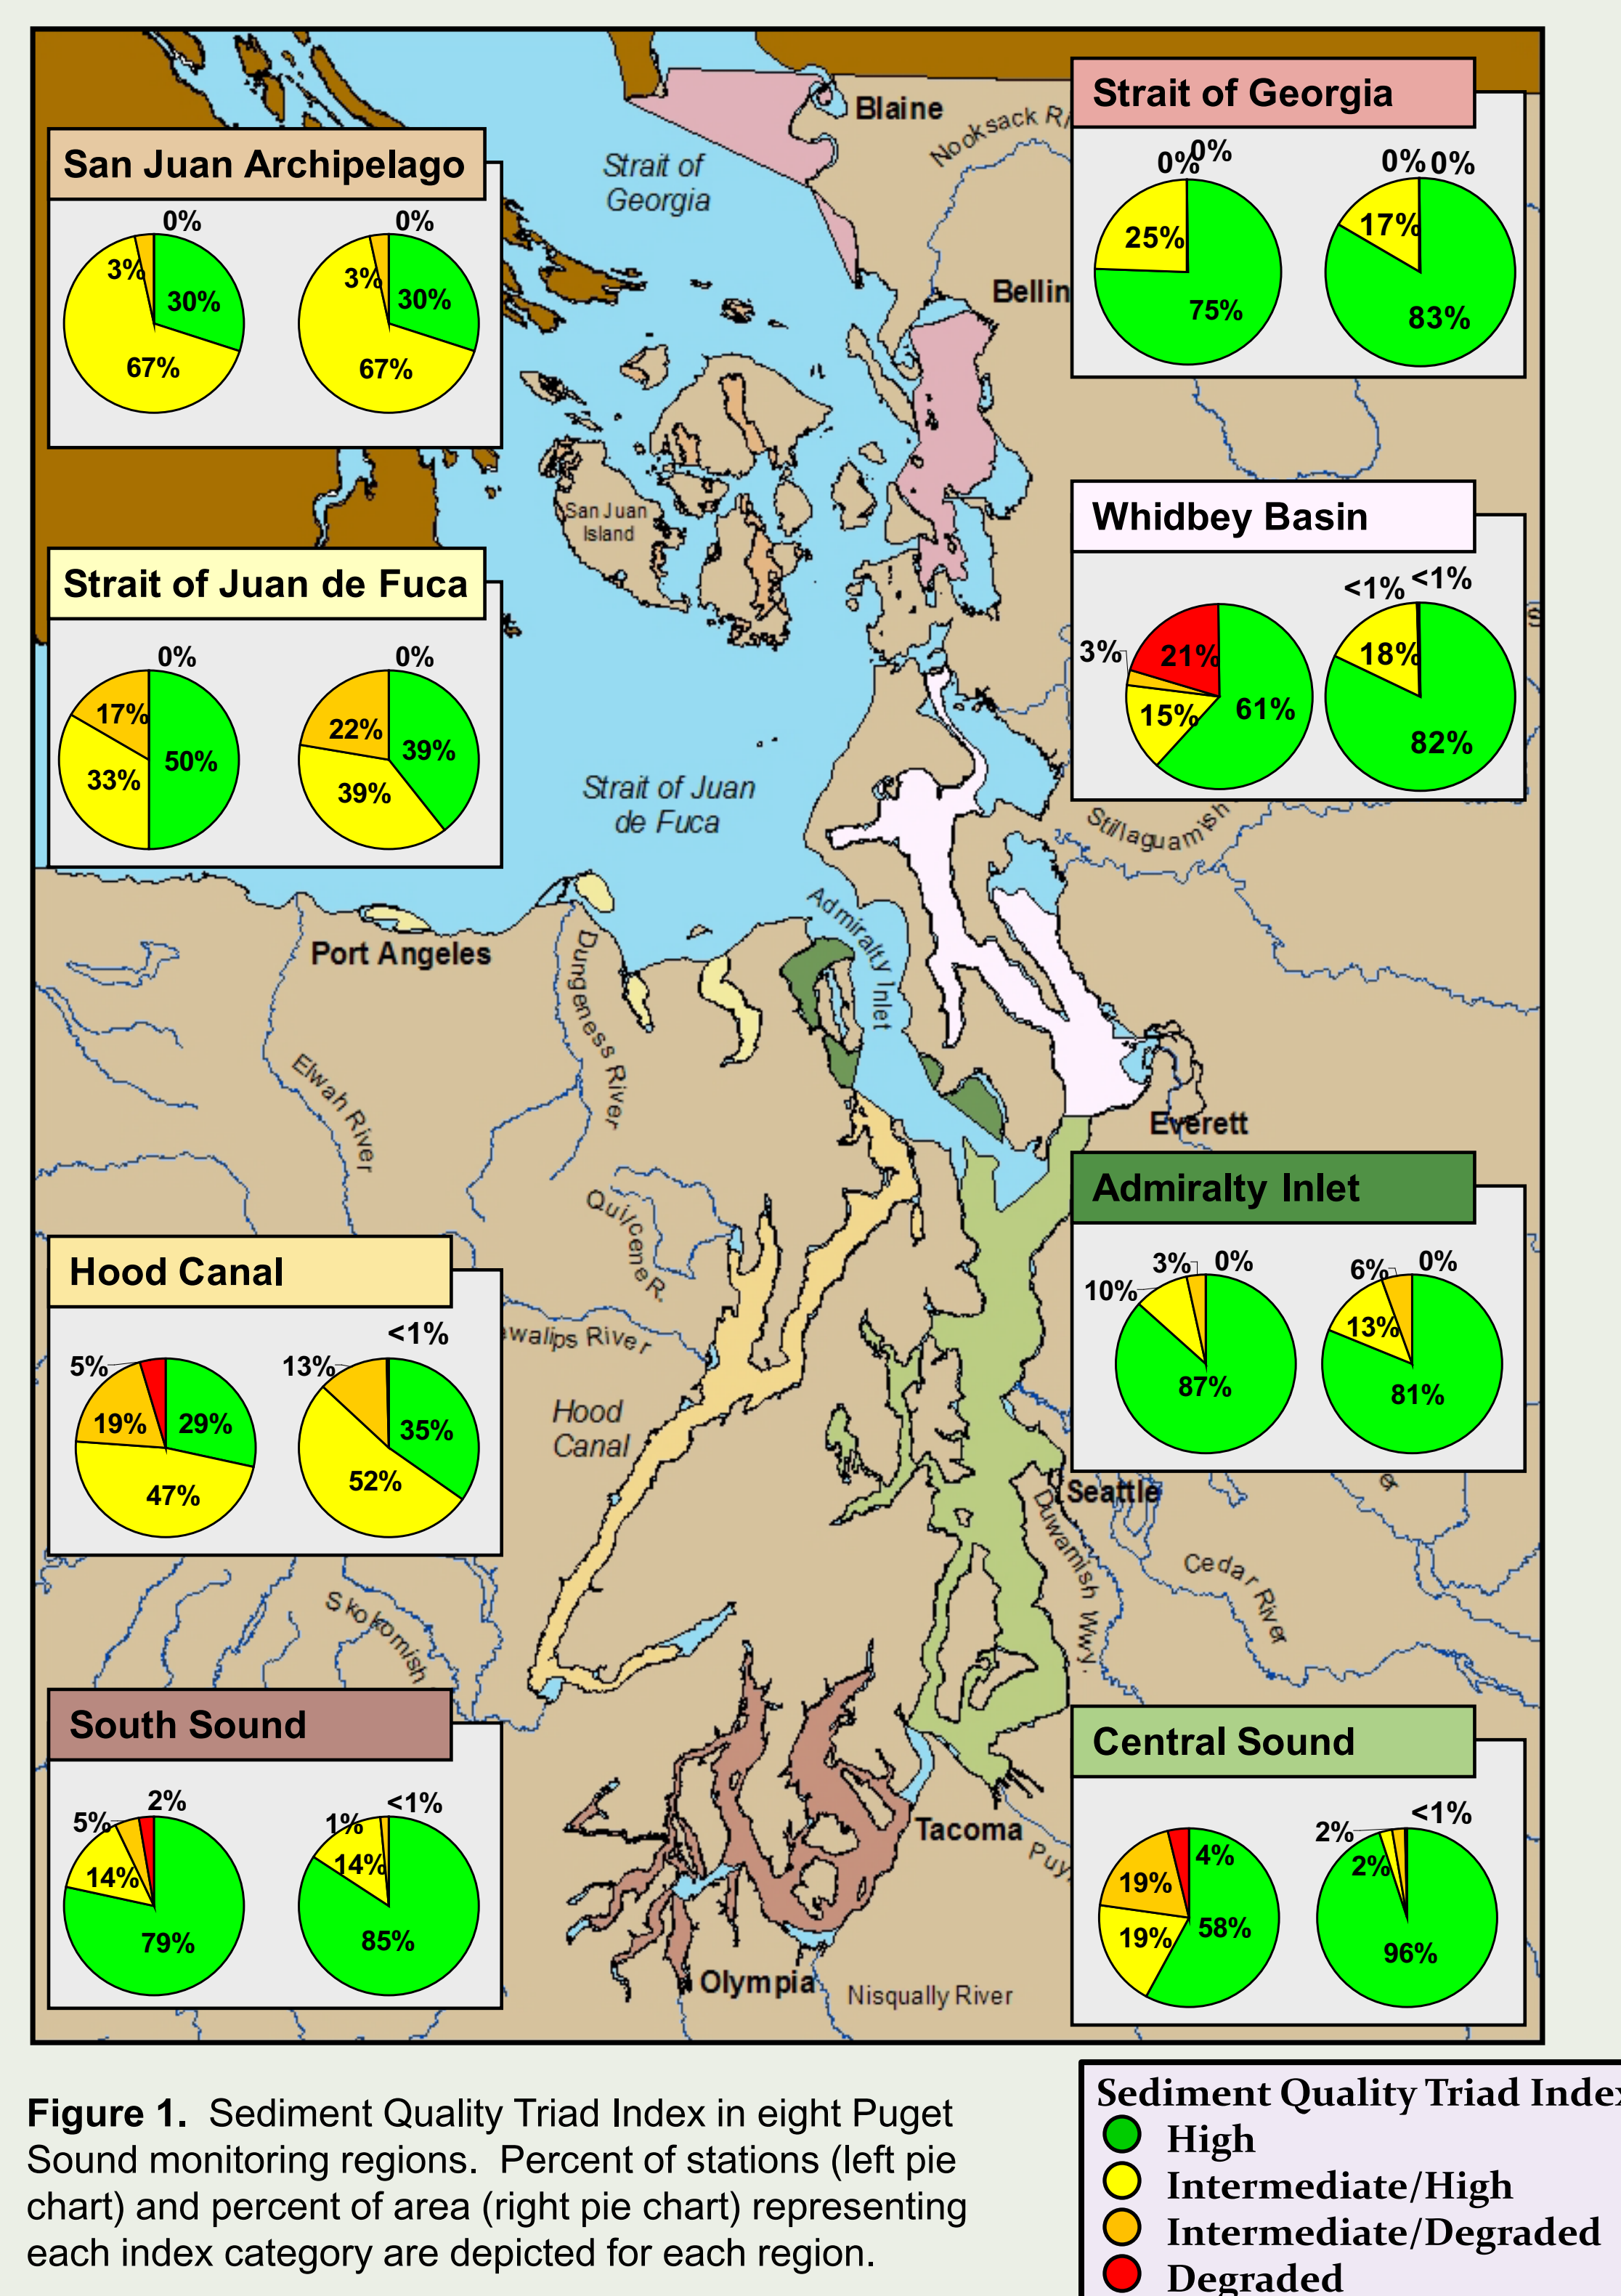 Blaine
Nooksack
Strait of
Georgia
Bellin
San Juan
Island
Strait of Juan
de Fuca
Port Angeles
Admiralty Inlet
Dungeness River
Elwah River
Stillaguamish
Everett
Quilcene R.
awalips River
Hood
Canal
Seattle
Duwamish Wwy.
Cedar River
Skokomish
Tacoma
Puy
Olympia
Nisqually River
San Juan Archipelago
0%
3%
30%
67%
0%
3%
30%
67%
Strait of Georgia
0%
0%
25%
75%
0%
0%
17%
83%
Strait of Juan de Fuca
0%
17%
50%
33%
0%
22%
39%
39%
Whidbey Basin
3%
21%
15%
61%
<1%
<1%
18%
82%
Hood Canal
5%
19%
29%
47%
<1%
13%
35%
52%
Admiralty Inlet
3%
0%
10%
87%
6%
0%
13%
81%
South Sound
2%
5%
14%
79%
<1%
1%
14%
85%
Central Sound
4%
19%
19%
58%
<1%
2%
2%
96%
Figure 1. Sediment Quality Triad Index in eight Puget
Sound monitoring regions. Percent of stations (left pie
chart) and percent of area (right pie chart) representing
each index category are depicted for each region.
Sediment Quality Triad Index
High
Intermediate/High
Intermediate/Degraded
Degraded